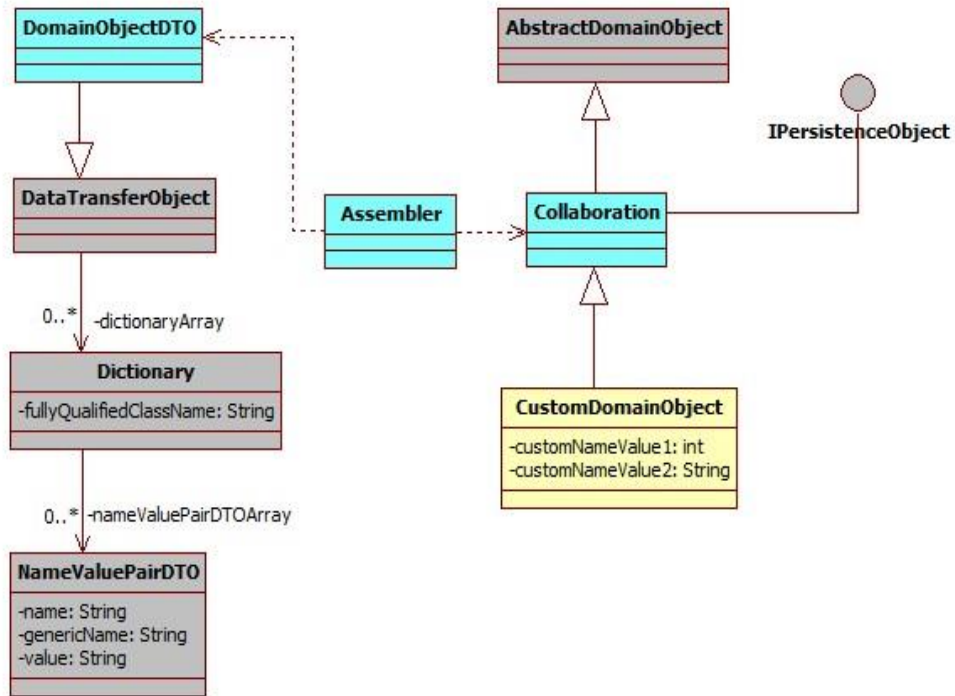 DomainObjectDTO
AbstractDomainObject
IPersistenceObject
DataTransferObject
Assembler
Collaboration
0..* -dictionaryArray
Dictionary
-fullyQualifiedClassName: String
CustomDomainObject
-customNameValue1: int
-customNameValue2: String
0..* -nameValuePairDTOArray
NameValuePairDTO
-name: String
-genericName: String
-value: String